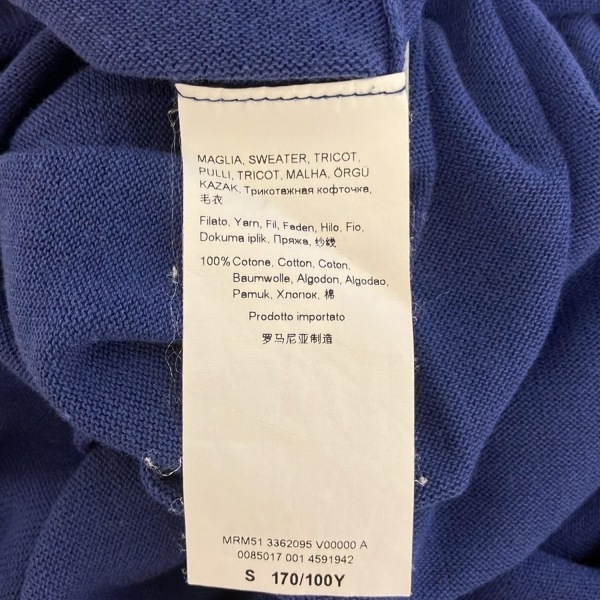 MAGLIA, SWEATER, TRICOT,
PULLI, TRICOT, MALHA, ÖRGÜ
KAZAK, Трикотажная кофточка,
毛衣
Filato, Yarn, Fil, Faden, Hilo, Fio,
Dokuma iplik, Пряжа, 纱线
100% Cotone, Cotton, Coton,
Baumwolle, Algodon, Algodao,
Pamuk, Хлопок, 棉
Prodotto importato
罗马尼亚制造
MRM51 3362095 V00000 A
0085017 001 4591942
S 170/100Y